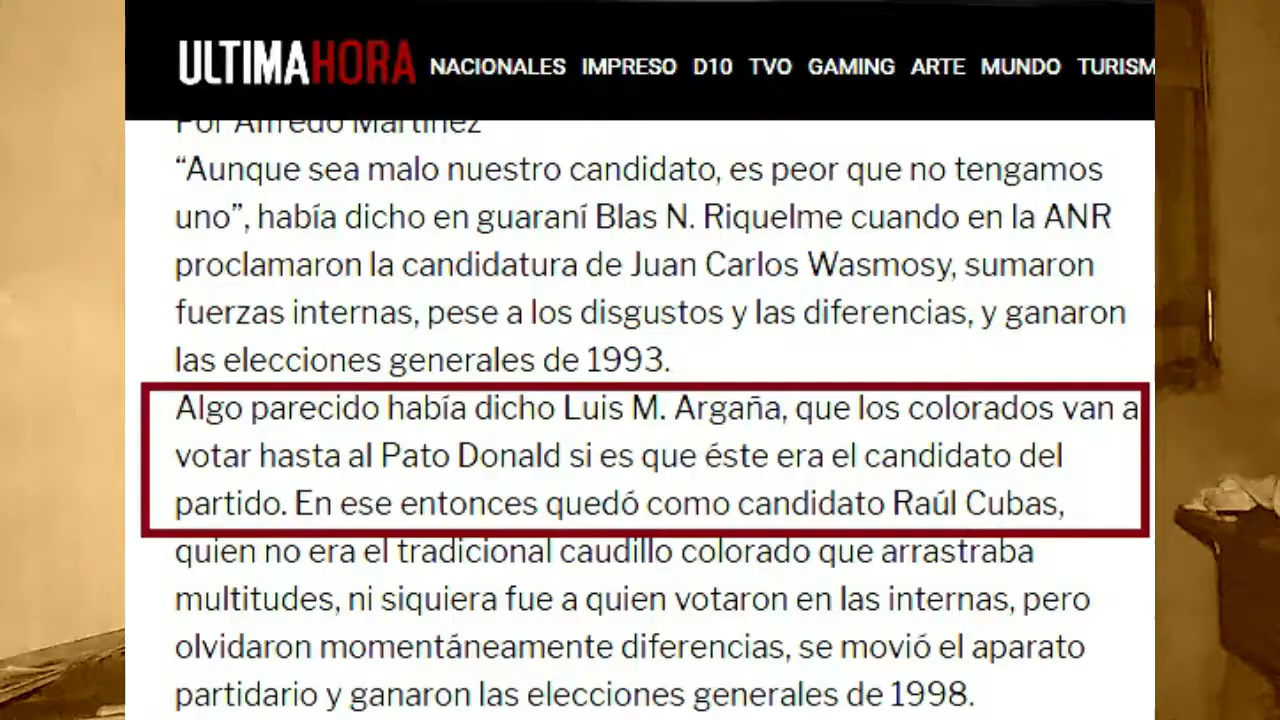 ULTIMAHORA NACIONALES IMPRESO D10 TVO GAMING ARTE MUNDO TURISM
Por Alfredo Martínez
“Aunque sea malo nuestro candidato, es peor que no tengamos
uno”, había dicho en guaraní Blas N. Riquelme cuando en la ANR
proclamaron la candidatura de Juan Carlos Wasmosy, sumaron
fuerzas internas, pese a los disgustos y las diferencias, y ganaron
las elecciones generales de 1993.
Algo parecido había dicho Luis M. Argaña, que los colorados van a
votar hasta al Pato Donald si es que éste era el candidato del
partido. En ese entonces quedó como candidato Raúl Cubas,
quien no era el tradicional caudillo colorado que arrastraba
multitudes, ni siquiera fue a quien votaron en las internas, pero
olvidaron momentáneamente diferencias, se movió el aparato
partidario y ganaron las elecciones generales de 1998.